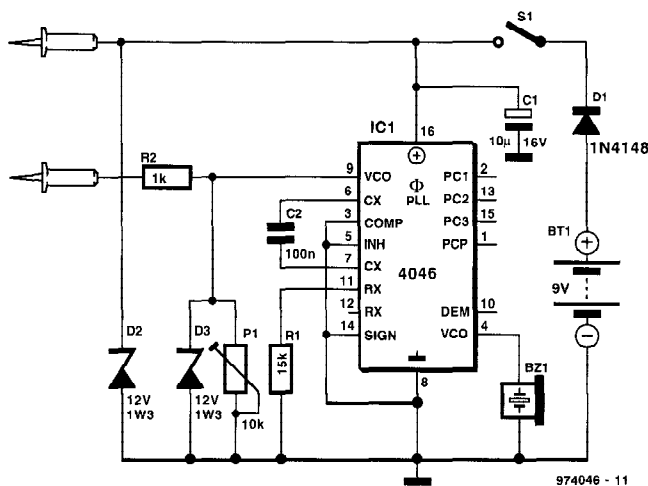 S1
C1
10µ
16V
D1
1N4148
IC1
16
R2
1k
9
VCO
Φ
PLL
PC1
2
6
CX
PC2
13
3
COMP
PC3
15
C2
100n
5
INH
PCP
1
7
CX
4046
BT1
11
RX
9V
12
RX
DEM
10
14
SIGN
VCO
4
D2
D3
P1
R1
15k
8
BZ1
12V
1W3
12V
1W3
10k
974046 - 11